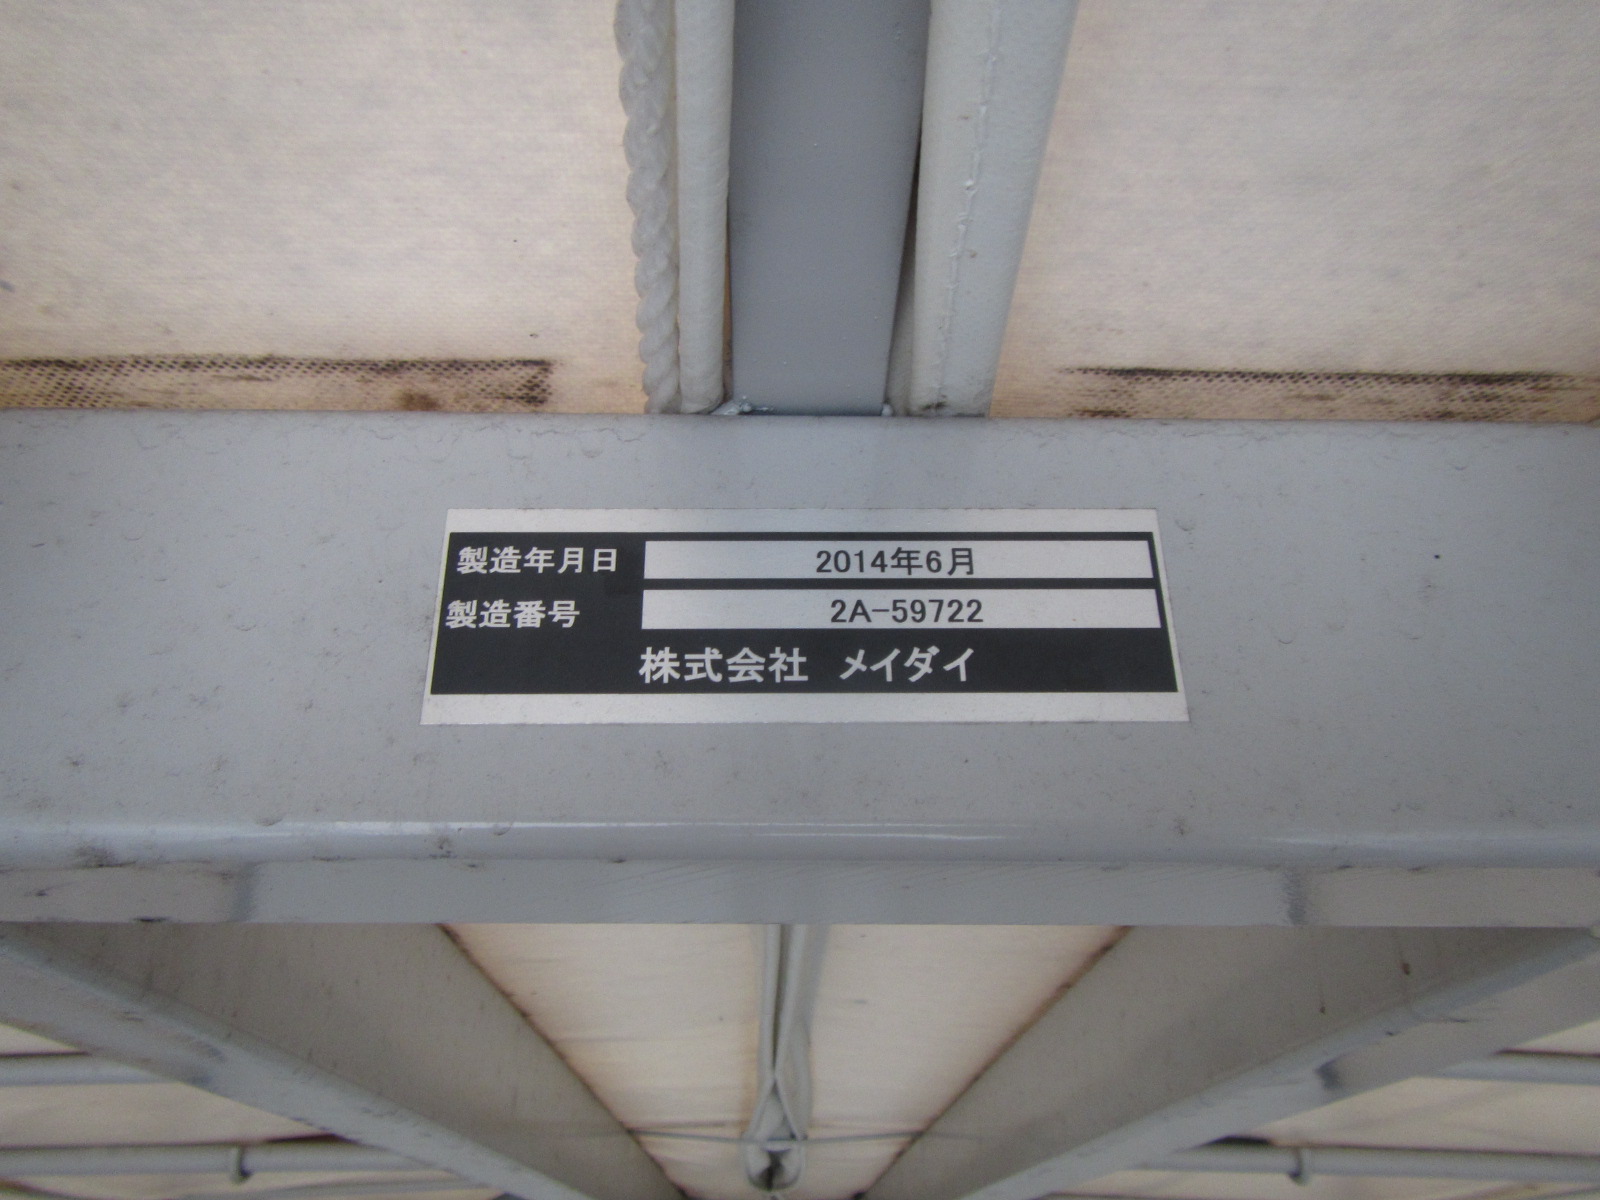 製造年月日 2014年6月
製造番号 2A-59722
株式会社 メイダイ